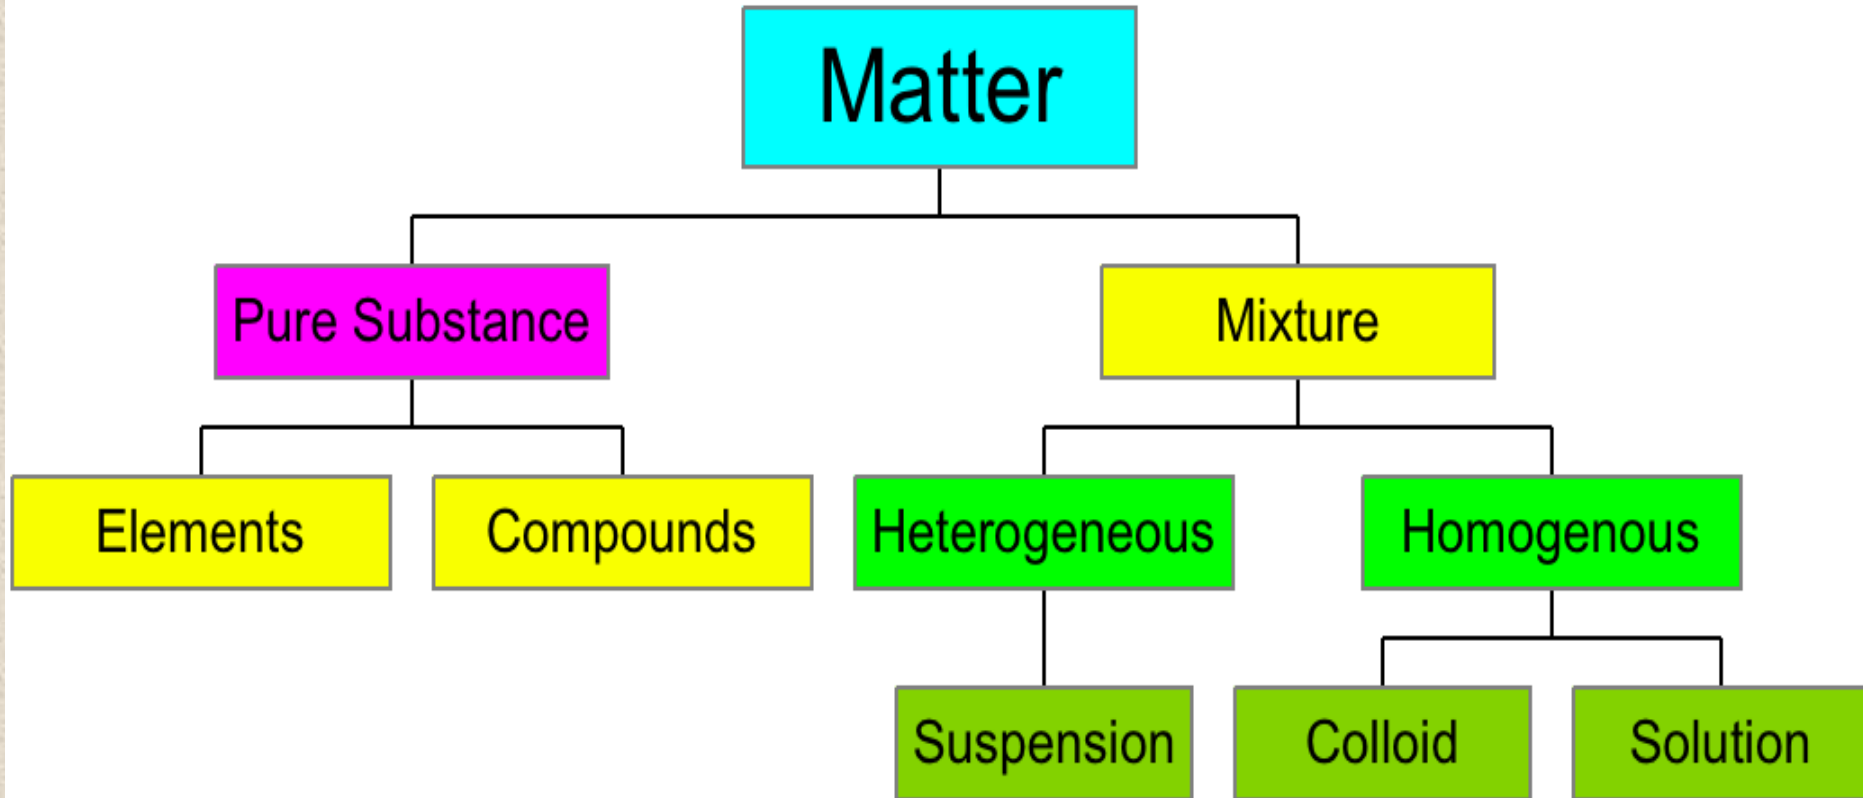 Matter
Pure Substance
Mixture
Elements
Compounds
Heterogeneous
Homogenous
Suspension
Colloid
Solution